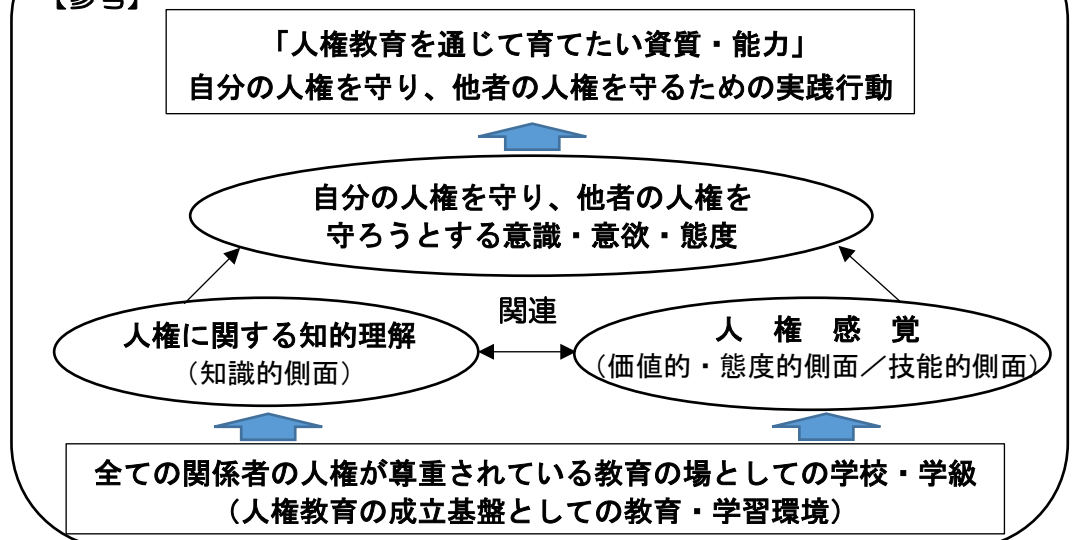 【参考】
「人権教育を通じて育てたい資質・能力」
自分の人権を守り、他者の人権を守るための実践行動
自分の人権を守り、他者の人権を
守ろうとする意識・意欲・態度
関連
人権に関する知的理解
（知識的側面）
人　権　感　覚
（価値的・態度的側面／技能的側面）
全ての関係者の人権が尊重されている教育の場としての学校・学級
（人権教育の成立基盤としての教育・学習環境）